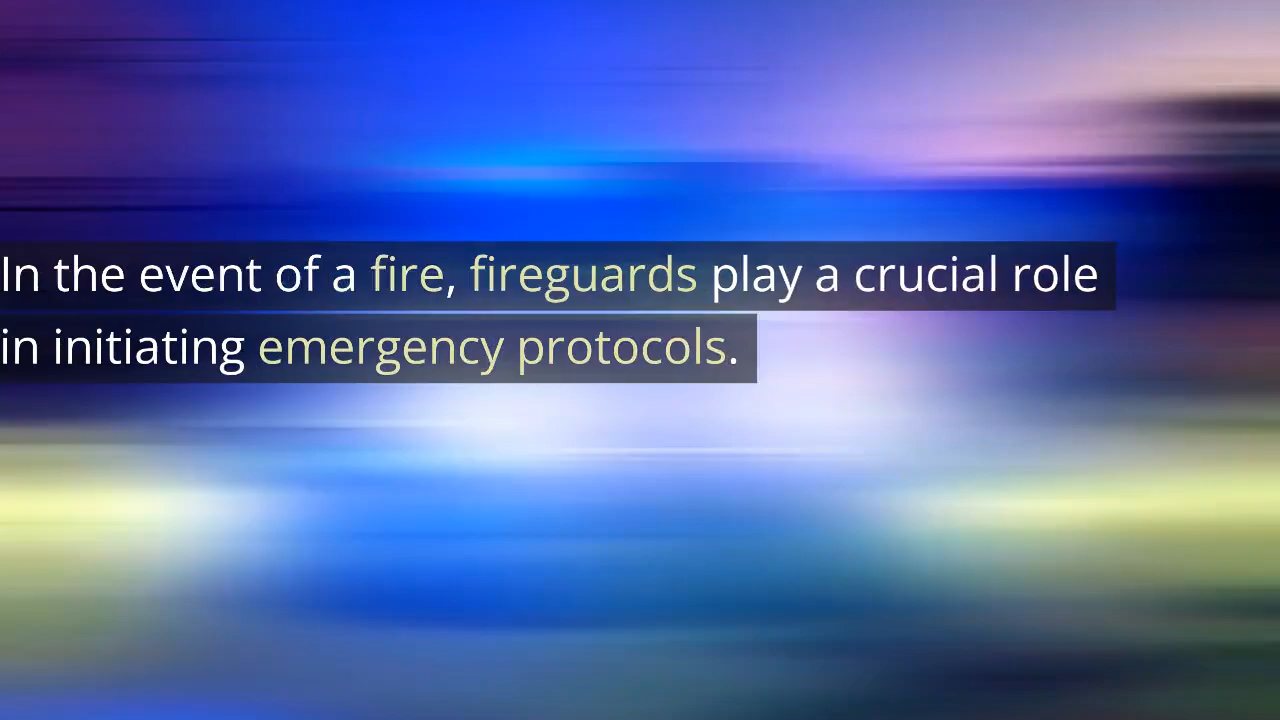 In the event of a fire, fireguards play a crucial role
in initiating emergency protocols.